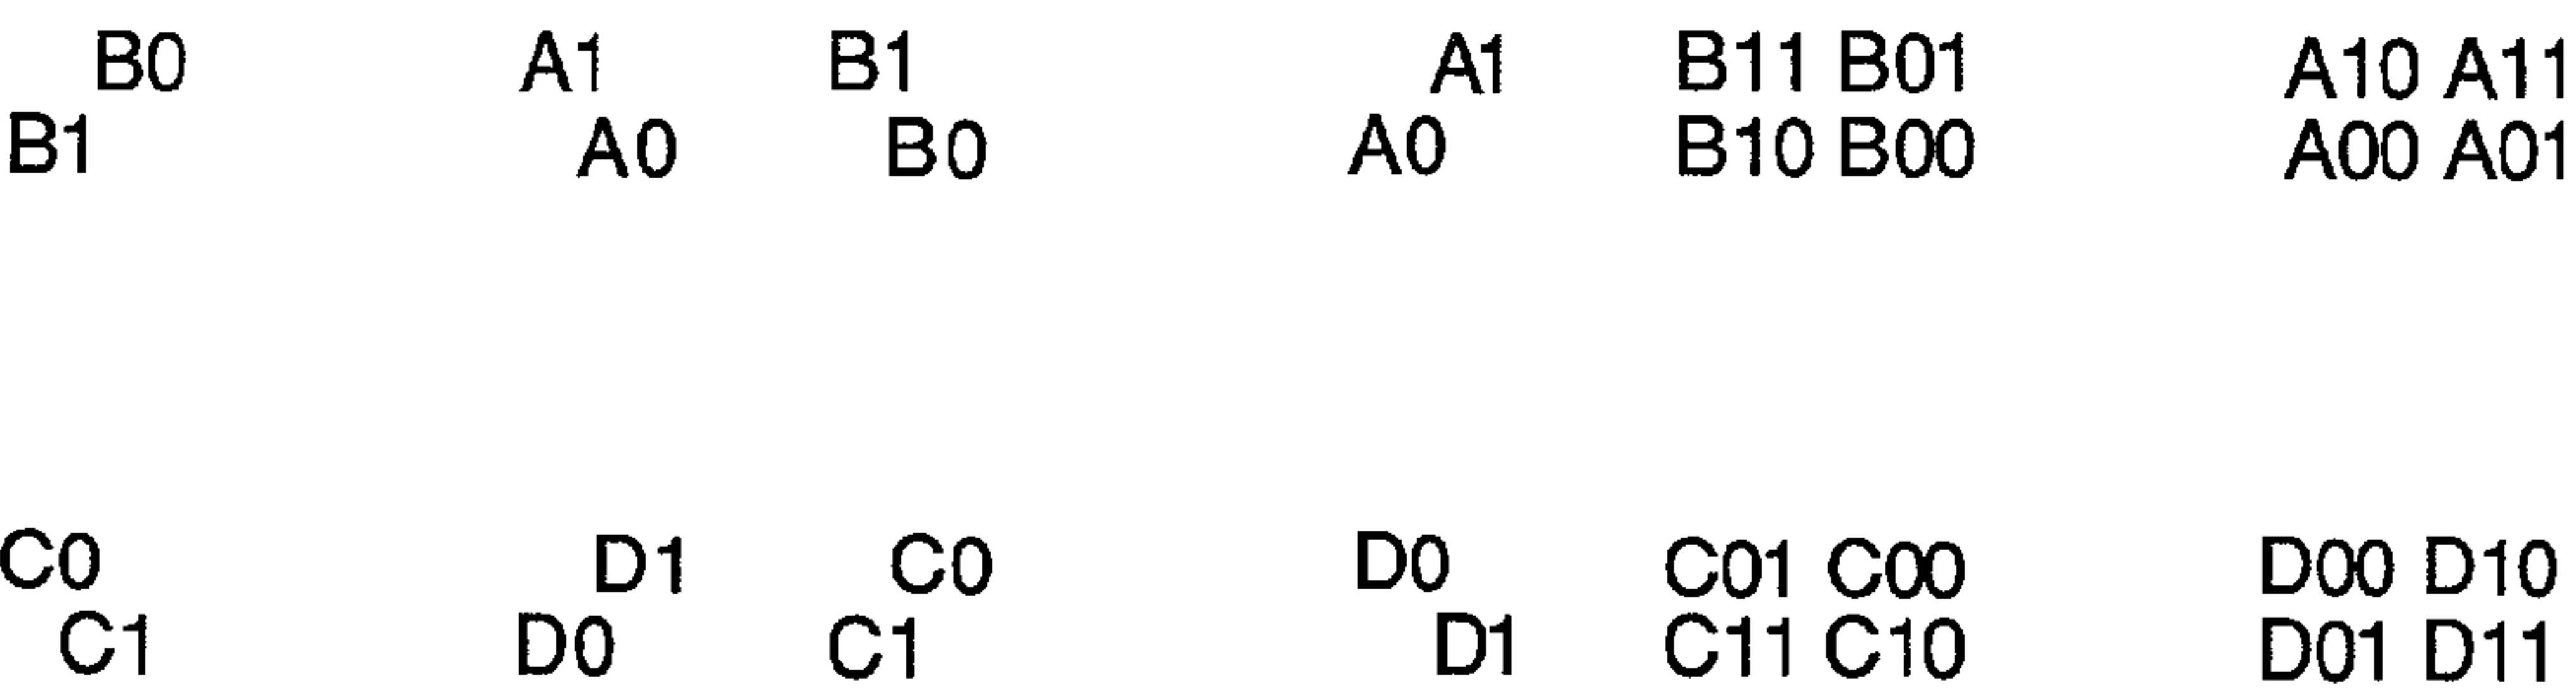 B0 A1 B1 A1 B11 B01 A10 A11
B1 A0 B0 A0 B10 B00 A00 A01
C0 D1 C0 D0 C01 C00 D00 D10
C1 D0 C1 D1 C11 C10 D01 D11